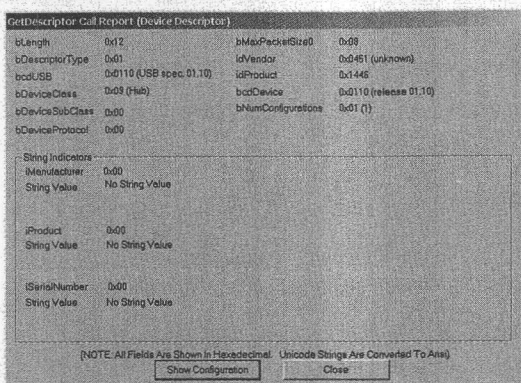 GetDescriptor Call Report (Device Descriptor)
bLength 0x12 bMaxPacketSize0 0x08
bDescriptorType 0x01 idVendor 0x0451 (unknown)
bcdUSB 0x0110 (USB spec. 01.10) idProduct 0x1446
bDeviceClass 0x09 (Hub) bcdDevice 0x0110 (release 01.10)
bDeviceSubClass 0x00 bNumConfigurations 0x01 (1)
bDeviceProtocol 0x00
String Indicators
iManufacturer 0x00
String Value No String Value
iProduct 0x00
String Value No String Value
iSerialNumber 0x00
String Value No String Value
(NOTE: All Fields Are Shown In Hexadecimal. Unicode Strings Are Converted To Ansi)
Show Configuration Close